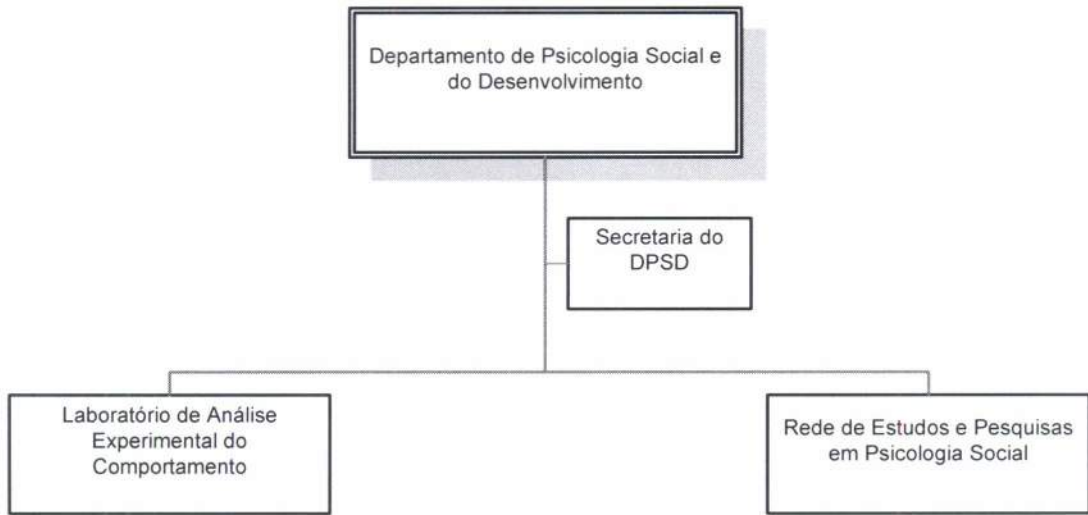 Departamento de Psicologia Social e
do Desenvolvimento
Secretaria do
DPSD
Laboratório de Análise
Experimental do
Comportamento
Rede de Estudos e Pesquisas
em Psicologia Social